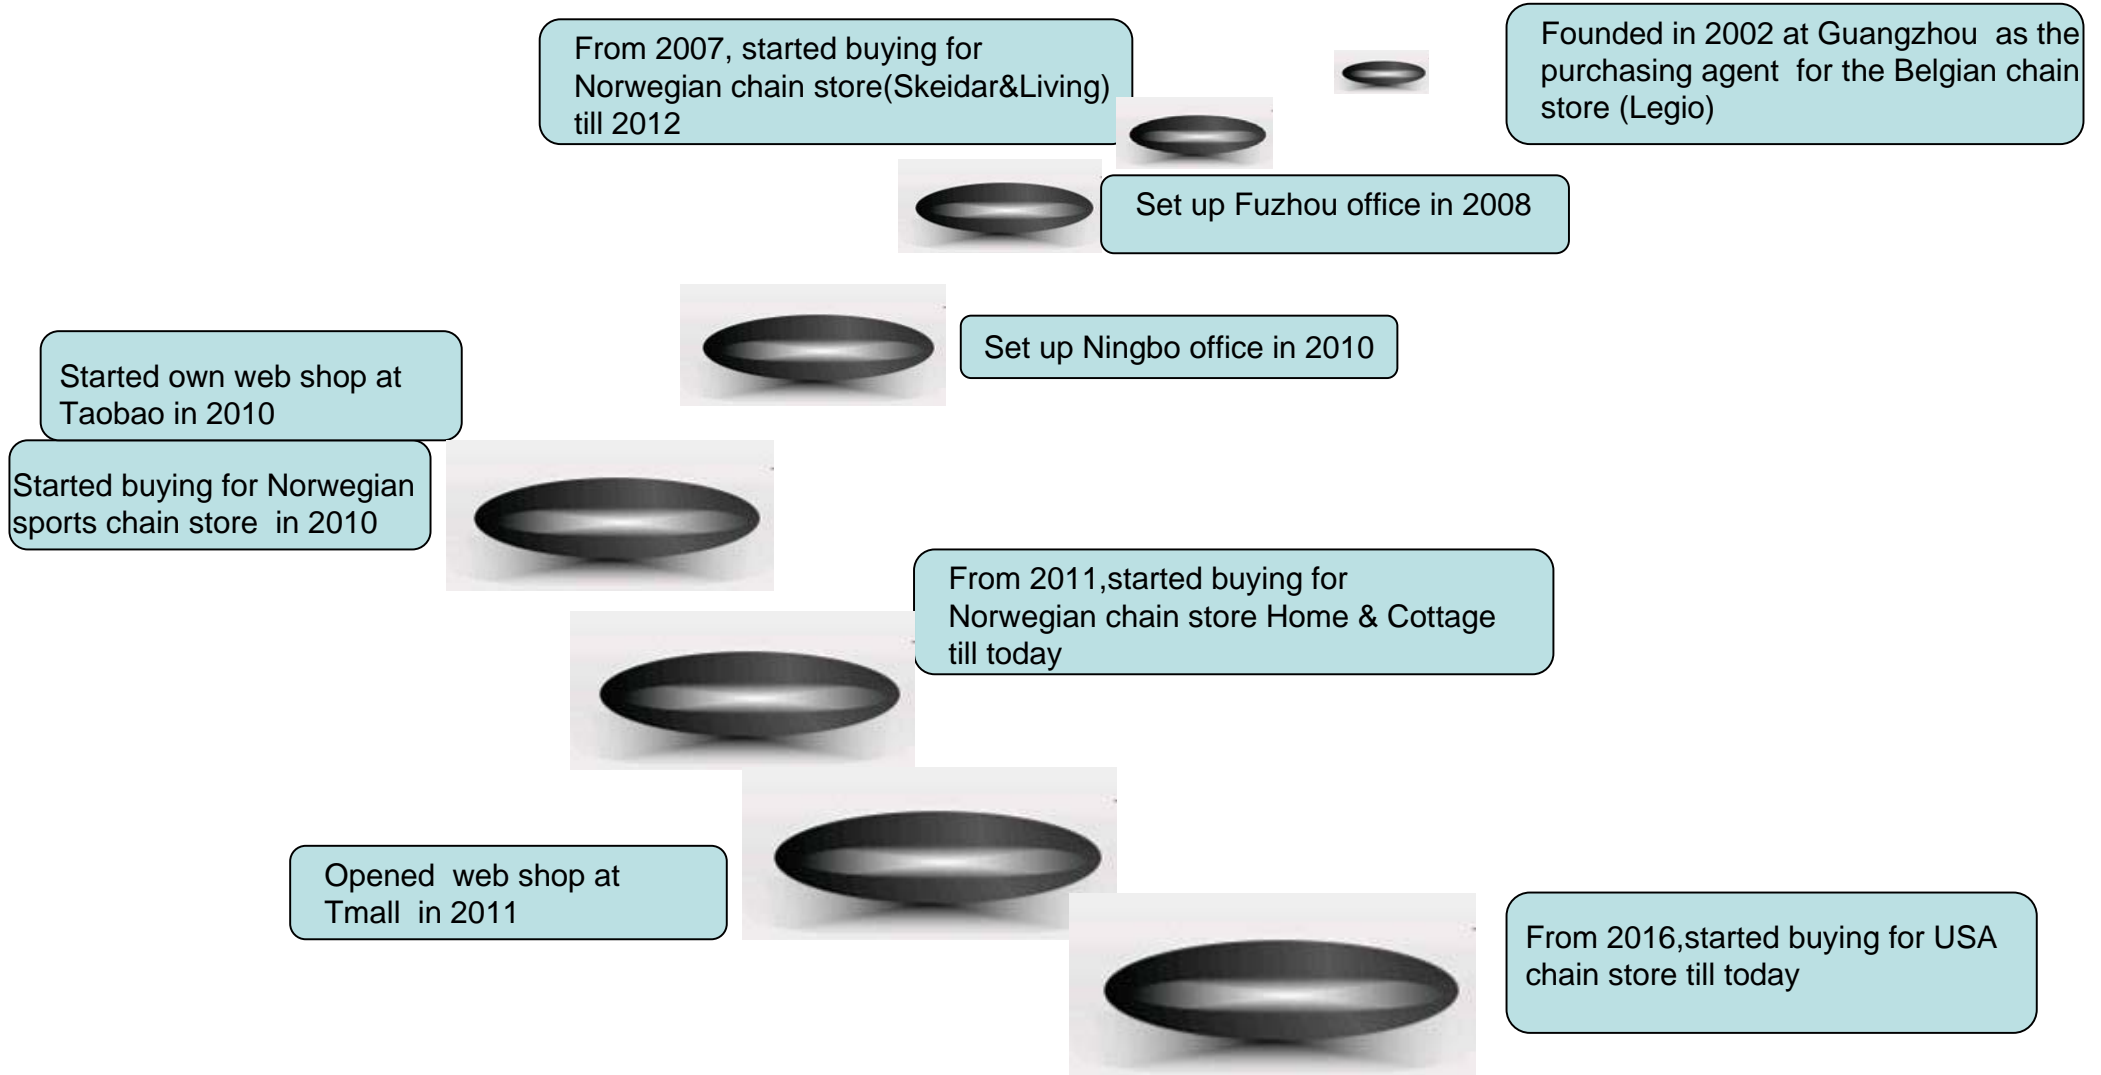 Founded in 2002 at Guangzhou  as the
purchasing agent  for the Belgian chain
store (Legio)
From 2007, started buying for
Norwegian chain store(Skeidar&Living)
till 2012
Set up Fuzhou office in 2008
Set up Ningbo office in 2010
Started own web shop at
Taobao in 2010
Started buying for Norwegian
sports chain store  in 2010
From 2011,started buying for
Norwegian chain store Home & Cottage
till today
Opened  web shop at
Tmall  in 2011
From 2016,started buying for USA
chain store till today